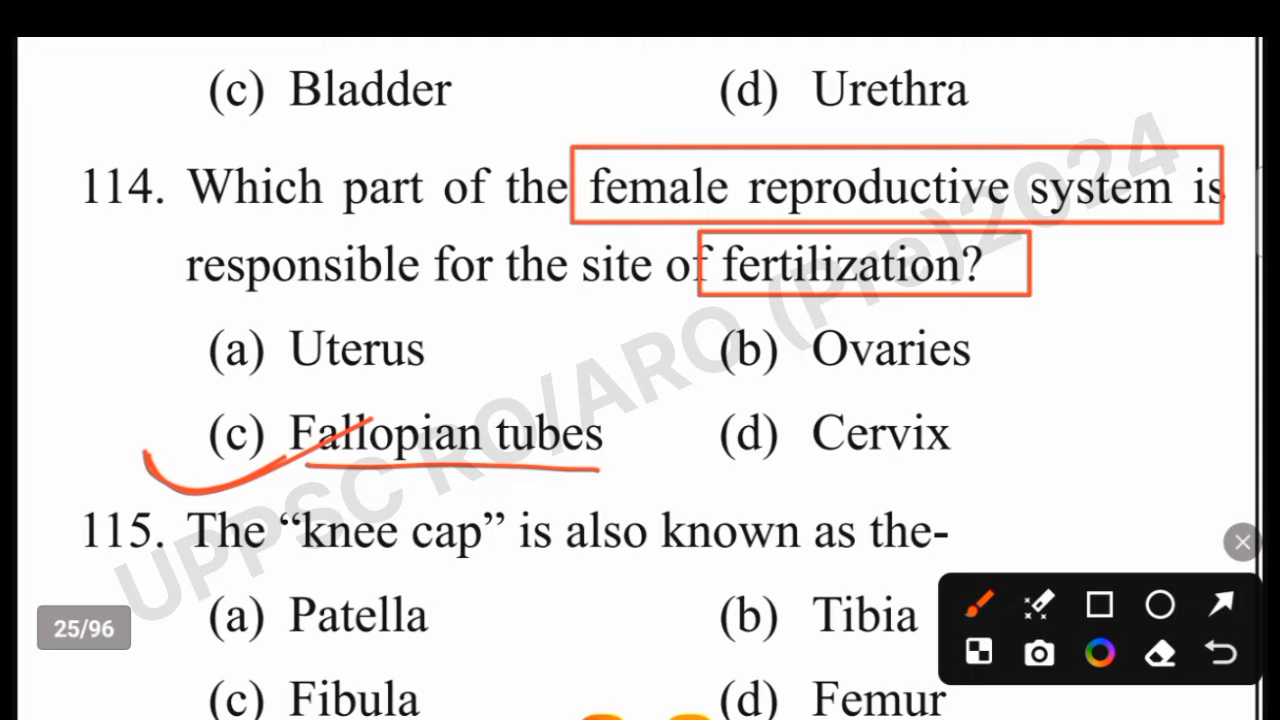 (c) Bladder (d) Urethra
114. Which part of the female reproductive system is
responsible for the site of fertilization?
(a) Uterus (b) Ovaries
(c) Fallopian tubes (d) Cervix
115. The “knee cap” is also known as the-
(a) Patella (b) Tibia
(c) Fibula (d) Femur
UPPSC RO/ARO (Pre) 2024
25/96